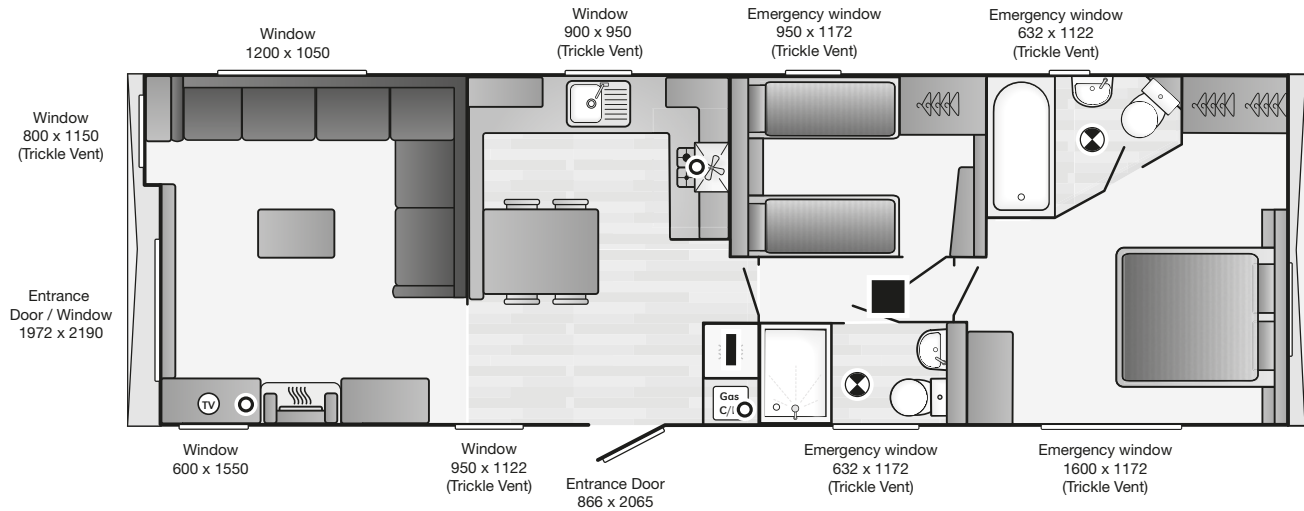 Window
900 x 950
(Trickle Vent)
Emergency window
950 x 1172
(Trickle Vent)
Emergency window
632 x 1122
(Trickle Vent)
Window
1200 x 1050
Window
800 x 1150
(Trickle Vent)
Entrance
Door / Window
1972 x 2190
TV
Gas
C/
Window
600 x 1550
Window
950 x 1122
(Trickle Vent)
Entrance Door
866 x 2065
Emergency window
632 x 1172
(Trickle Vent)
Emergency window
1600 x 1172
(Trickle Vent)